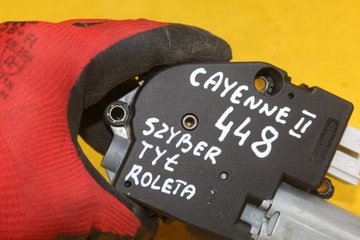 CAYENNE II
448
SZYBER
TYŁ
ROLETA